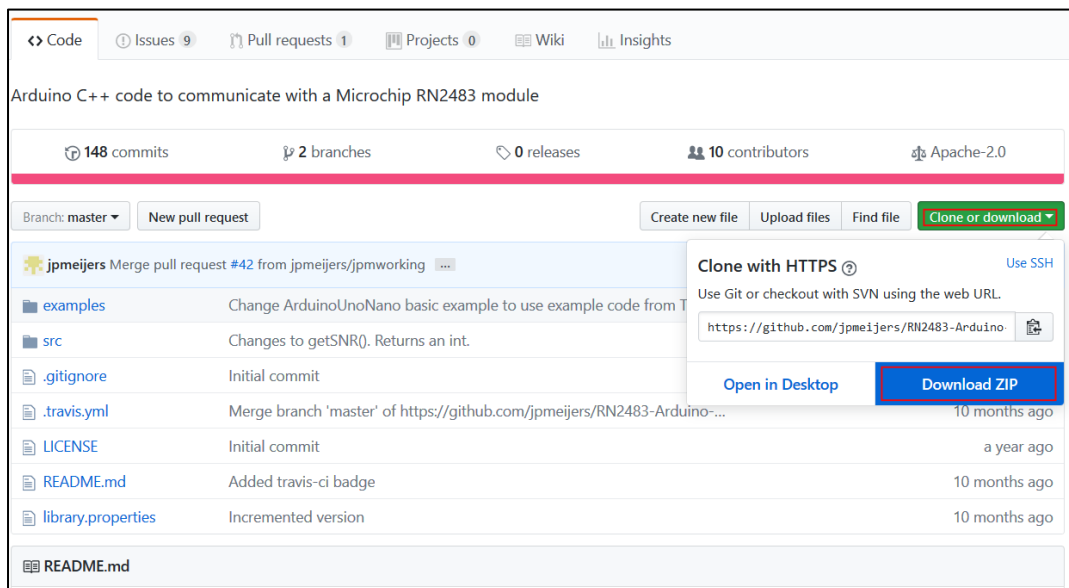 Code Issues 9 Pull requests 1 Projects 0 Wiki Insights
Arduino C++ code to communicate with a Microchip RN2483 module
148 commits 2 branches 0 releases 10 contributors Apache-2.0
Branch: master New pull request Create new file Upload files Find file Clone or download
jpmeijers Merge pull request #42 from jpmeijers/jpmworking ...
Clone with HTTPS Use SSH
Use Git or checkout with SVN using the web URL.
https://github.com/jpmeijers/RN2483-Arduino-
Open in Desktop Download ZIP
examples Change ArduinoUnoNano basic example to use example code from T
src Changes to getSNR(). Returns an int.
.gitignore Initial commit
.travis.yml Merge branch 'master' of https://github.com/jpmeijers/RN2483-Arduino-... 10 months ago
LICENSE Initial commit a year ago
README.md Added travis-ci badge 10 months ago
library.properties Incremented version 10 months ago
README.md